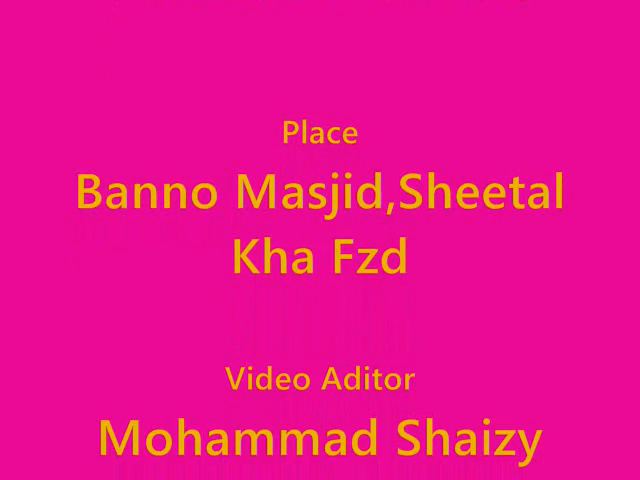 Place
Banno Masjid,Sheetal
Kha Fzd
Video Aditor
Mohammad Shaizy